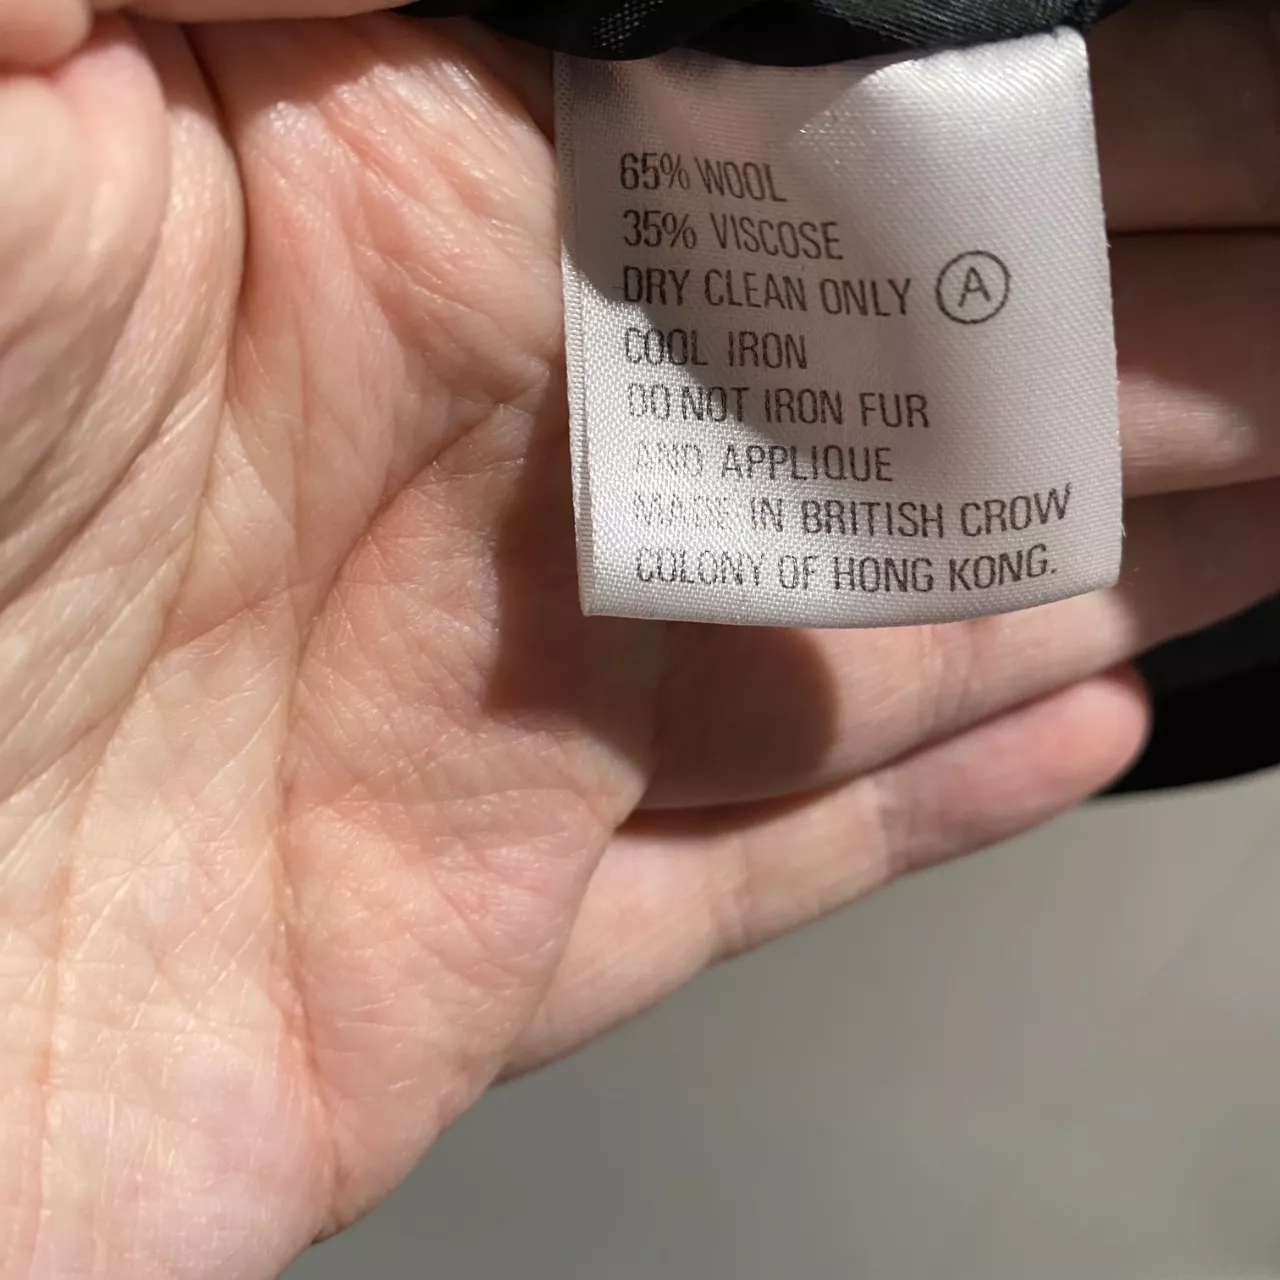 65% WOOL
35% VISCOSE
DRY CLEAN ONLY Ⓐ
COOL IRON
DO NOT IRON FUR
AND APPLIQUE
MADE IN BRITISH CROW
COLONY OF HONG KONG.